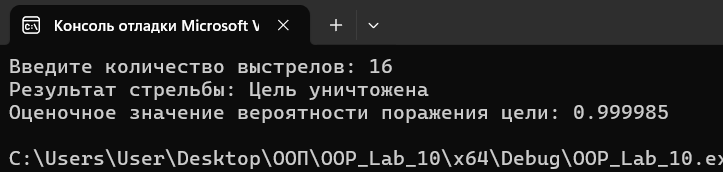 Консоль отладки Microsoft V
Введите количество выстрелов: 16
Результат стрельбы: Цель уничтожена
Оценочное значение вероятности поражения цели: 0.999985
C:\Users\User\Desktop\ООП\OOP_Lab_10\x64\Debug\OOP_Lab_10.ex